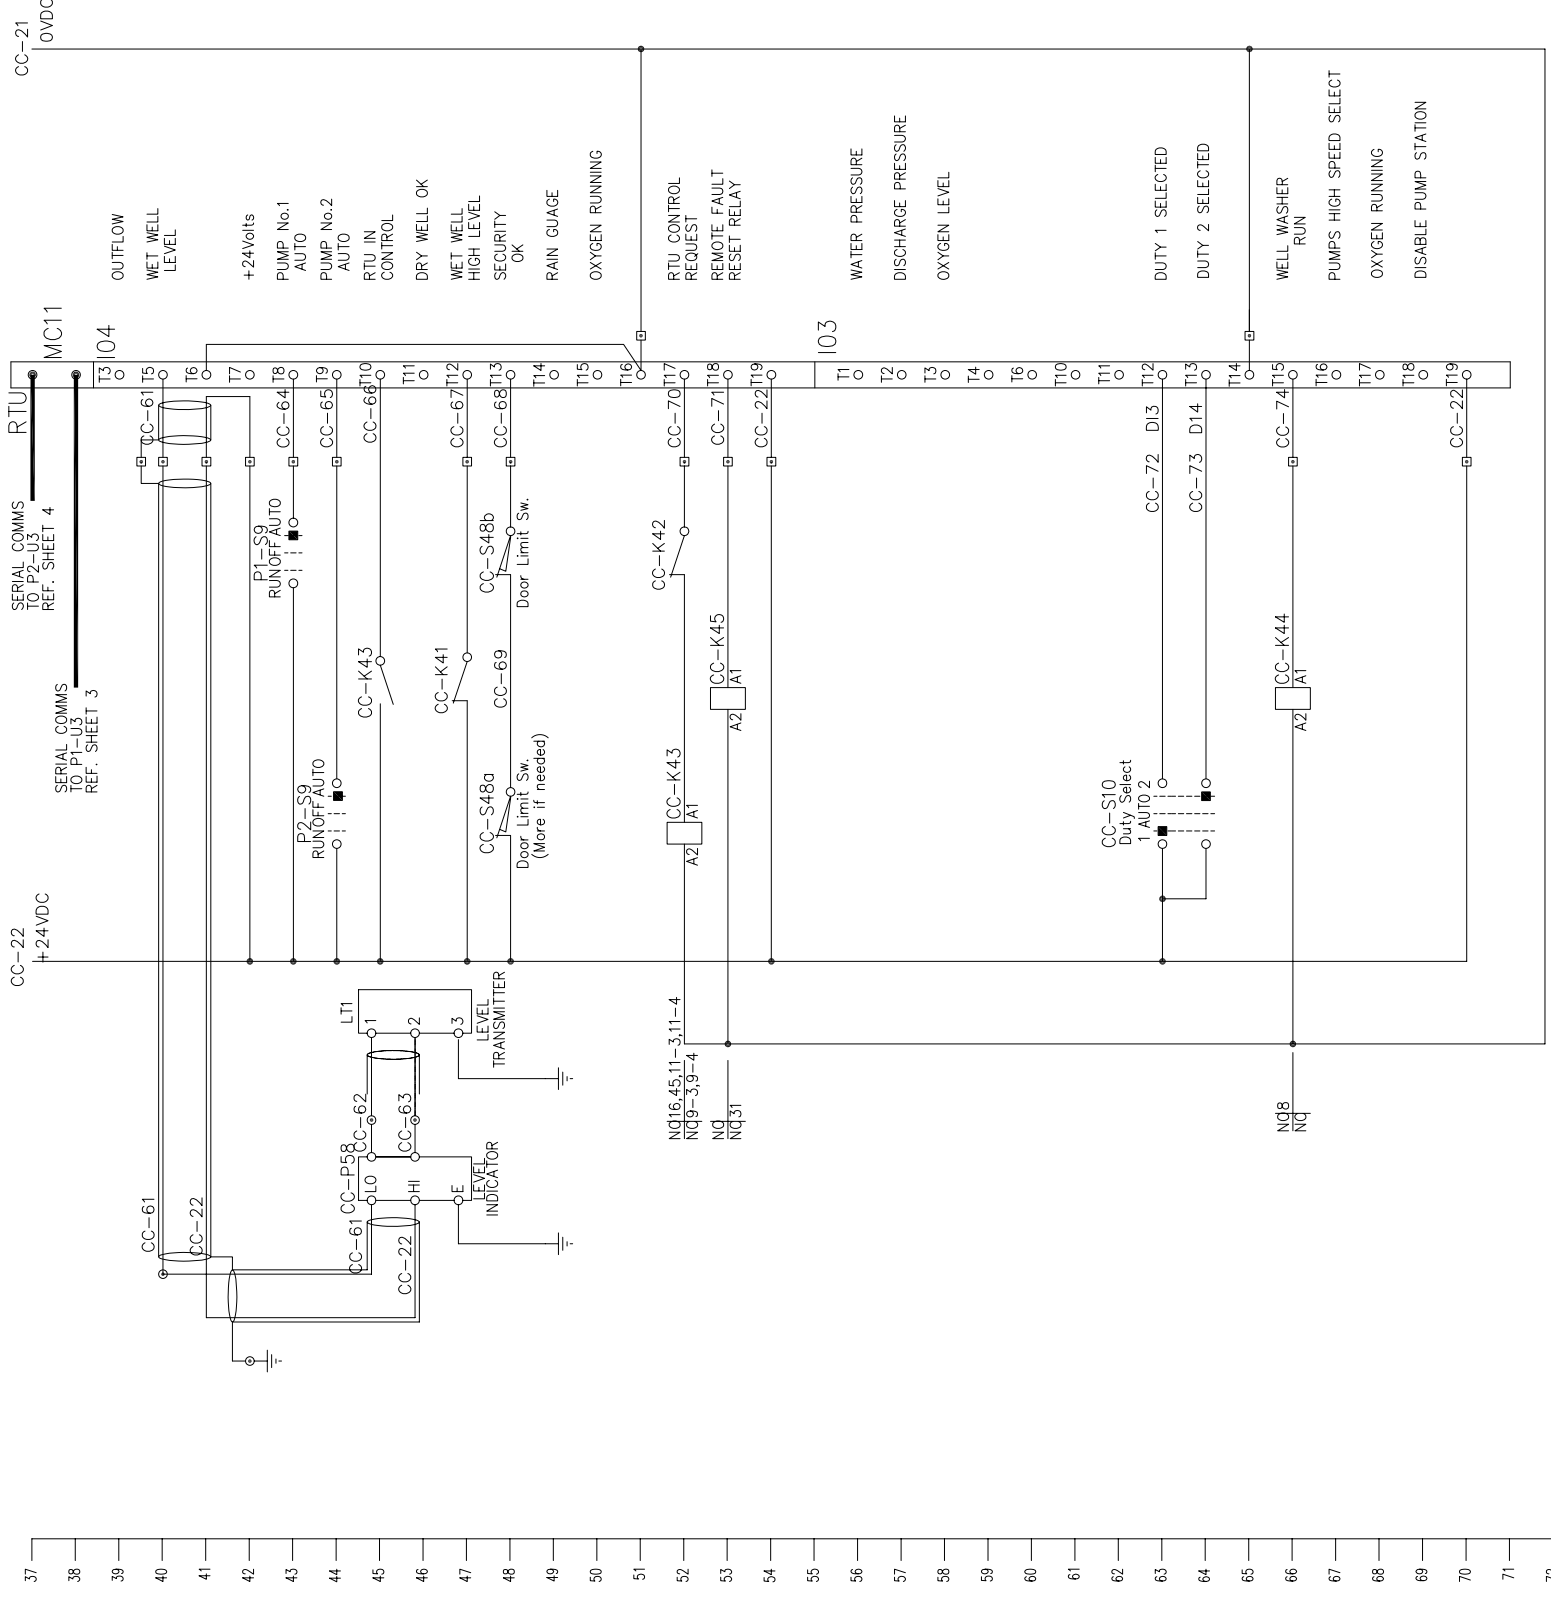 CC-21
0VDC
OUTFLOW
WET WELL
LEVEL
+24Volts
PUMP No.1
AUTO
PUMP No.2
AUTO
RTU IN
CONTROL
DRY WELL OK
WET WELL
HIGH LEVEL
SECURITY
OK
RAIN GUAGE
OXYGEN RUNNING
RTU CONTROL
REQUEST
REMOTE FAULT
RESET RELAY
WATER PRESSURE
DISCHARGE PRESSURE
OXYGEN LEVEL
DUTY 1 SELECTED
DUTY 2 SELECTED
WELL WASHER
RUN
PUMPS HIGH SPEED SELECT
OXYGEN RUNNING
DISABLE PUMP STATION
RTU
MC11
IO4
IO3
T3
T5
T6
T7
T8
T9
T10
T11
T12
T13
T14
T15
T16
T17
T18
T19
T1
T2
T3
T4
T6
T10
T11
T12
T13
T14
T15
T16
T17
T18
T19
CC-61
CC-64
CC-65
CC-66
CC-67
CC-68
CC-70
CC-71
CC-22
CC-72 DI3
CC-73 D14
CC-74
CC-22
SERIAL COMMS
TO P2-U3
REF. SHEET 4
SERIAL COMMS
TO P1-U3
REF. SHEET 3
P1-S9
RUNOFF AUTO
P2-S9
RUNOFF AUTO
CC-K43
CC-K41
CC-S48b
Door Limit Sw.
CC-69
CC-S48a
Door Limit Sw.
(More if needed)
CC-K42
CC-K43
A1
A2
CC-K45
A1
A2
CC-S10
Duty Select
1 AUTO 2
CC-K44
A1
A2
CC-22
+24VDC
LT1
1
2
3
LEVEL
TRANSMITTER
CC-62
CC-63
CC-P58
LO
HI
E
LEVEL
INDICATOR
CC-61
CC-22
CC-61
CC-22
NO16,45,11-3,11-4
NC9-3,9-4
NO
NC31
NO8
NC
37
38
39
40
41
42
43
44
45
46
47
48
49
50
51
52
53
54
55
56
57
58
59
60
61
62
63
64
65
66
67
68
69
70
71